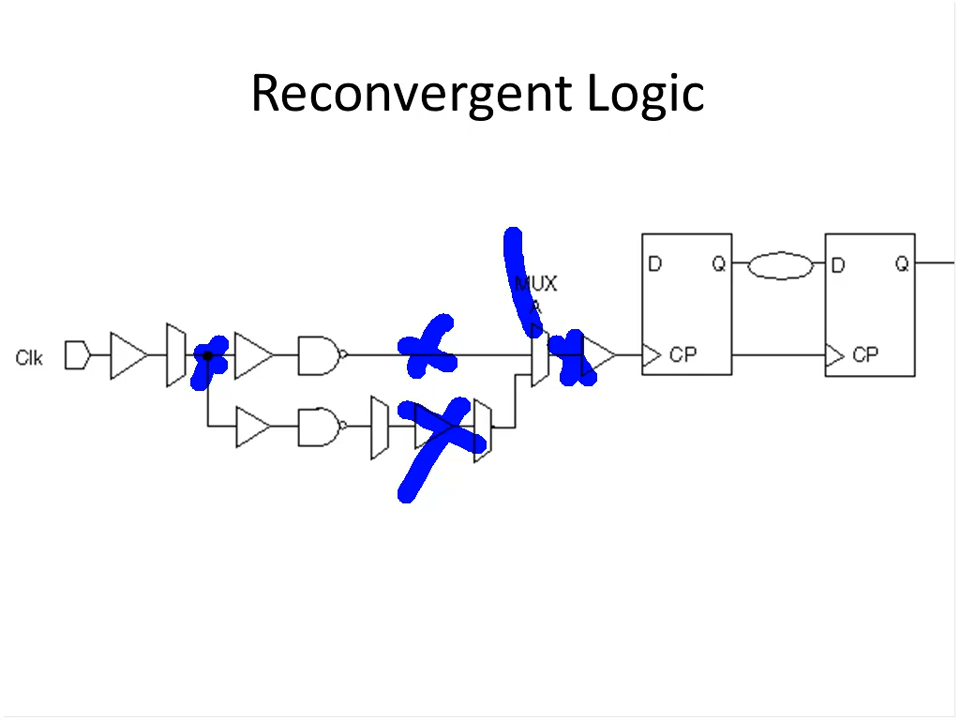 Reconvergent Logic
MUX
A
D
Q
D
Q
Clk
CP
CP